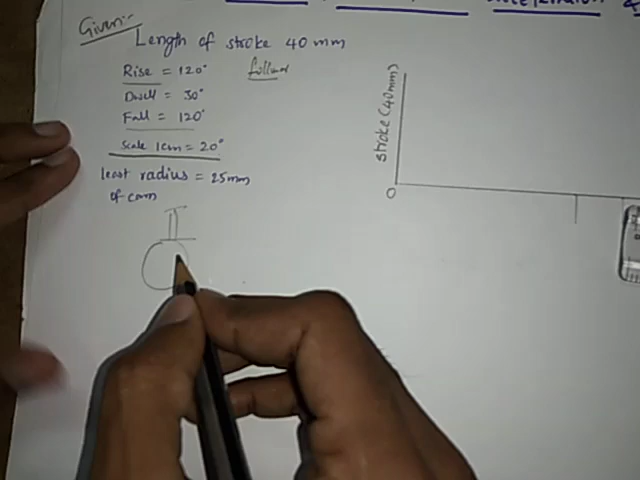 Given:-
Length of stroke 40 mm
Rise = 120° follower
Dwell = 30°
Fall = 120°
Scale 1cm = 20°
least radius = 25mm
of cam
stroke (40mm)
0